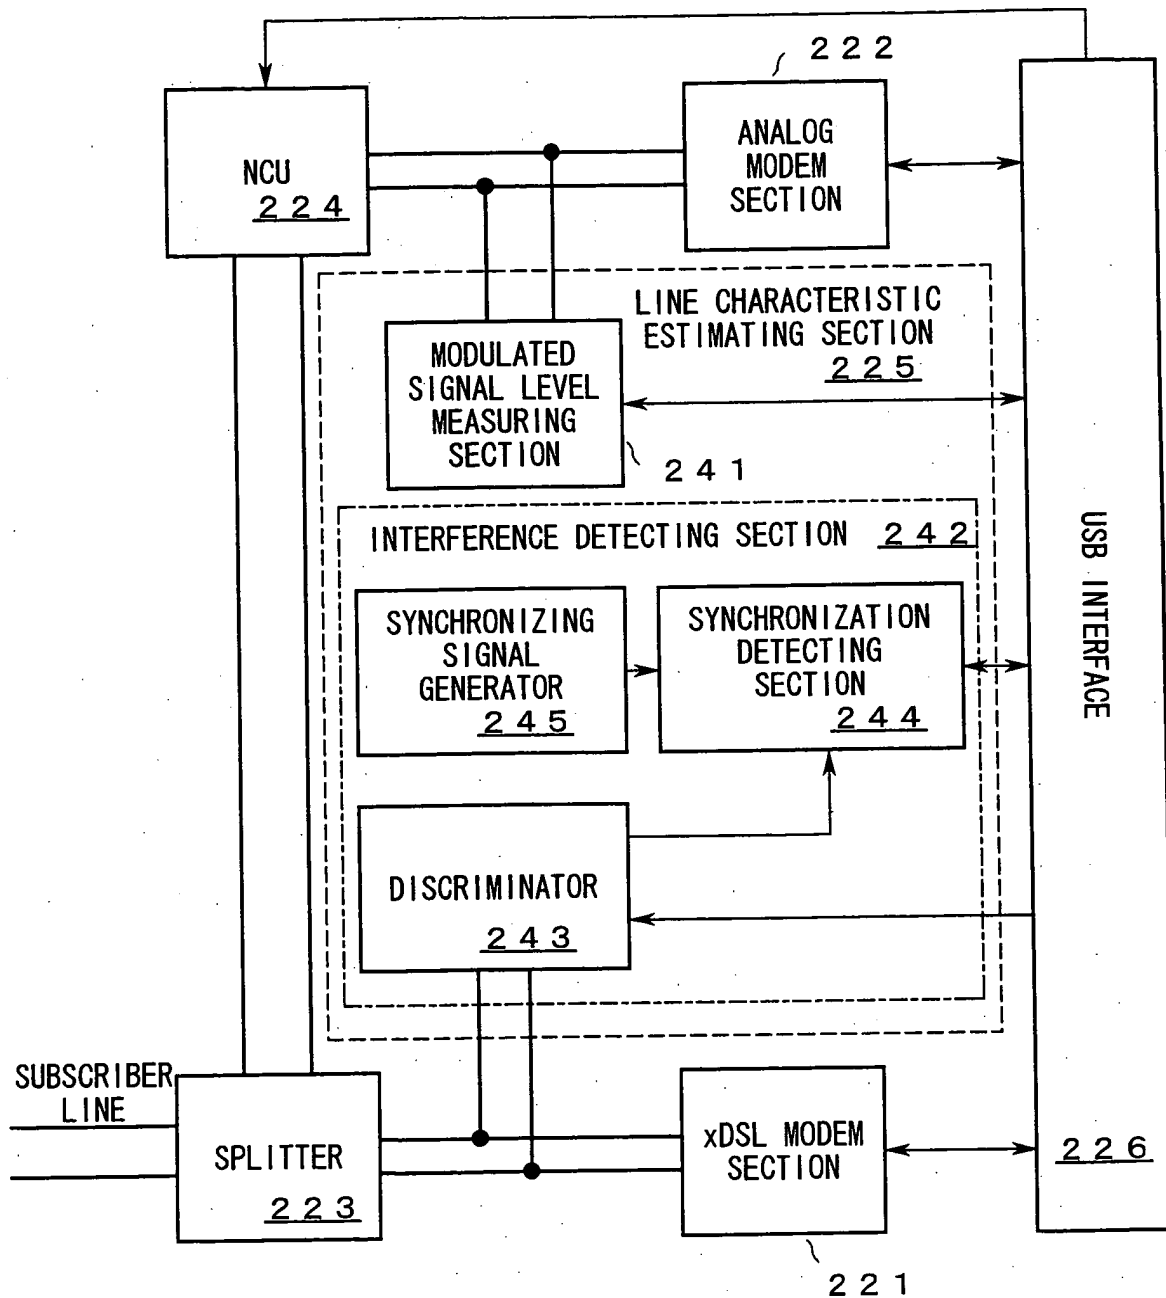 222
NCU
224
ANALOG
MODEM
SECTION
LINE CHARACTERISTIC
ESTIMATING SECTION
225
MODULATED
SIGNAL LEVEL
MEASURING
SECTION
241
INTERFERENCE DETECTING SECTION 242
SYNCHRONIZING
SIGNAL
GENERATOR
245
SYNCHRONIZATION
DETECTING
SECTION
244
USB INTERFACE
226
DISCRIMINATOR
243
SUBSCRIBER
LINE
SPLITTER
223
xDSL MODEM
SECTION
221